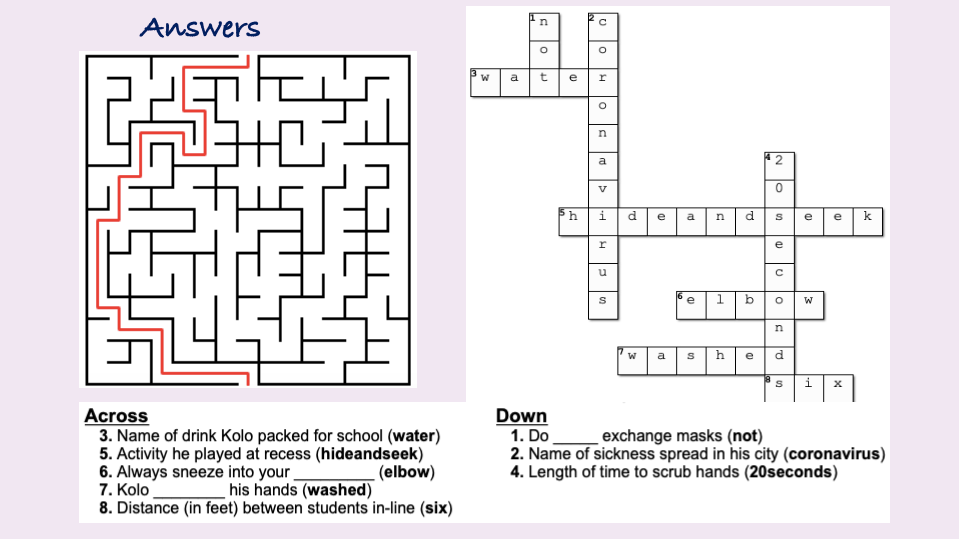 Answers
1 n 2 c
o o
3 w a t e r
o
n
a 4 2
v 0
5 h i d e a n d s e e k
r e
u c
s 6 e l b o w
n
7 w a s h e d
8 s i x
Across
3. Name of drink Kolo packed for school (water)
5. Activity he played at recess (hideandseek)
6. Always sneeze into your _________ (elbow)
7. Kolo ________ his hands (washed)
8. Distance (in feet) between students in-line (six)
Down
1. Do _____ exchange masks (not)
2. Name of sickness spread in his city (coronavirus)
4. Length of time to scrub hands (20seconds)